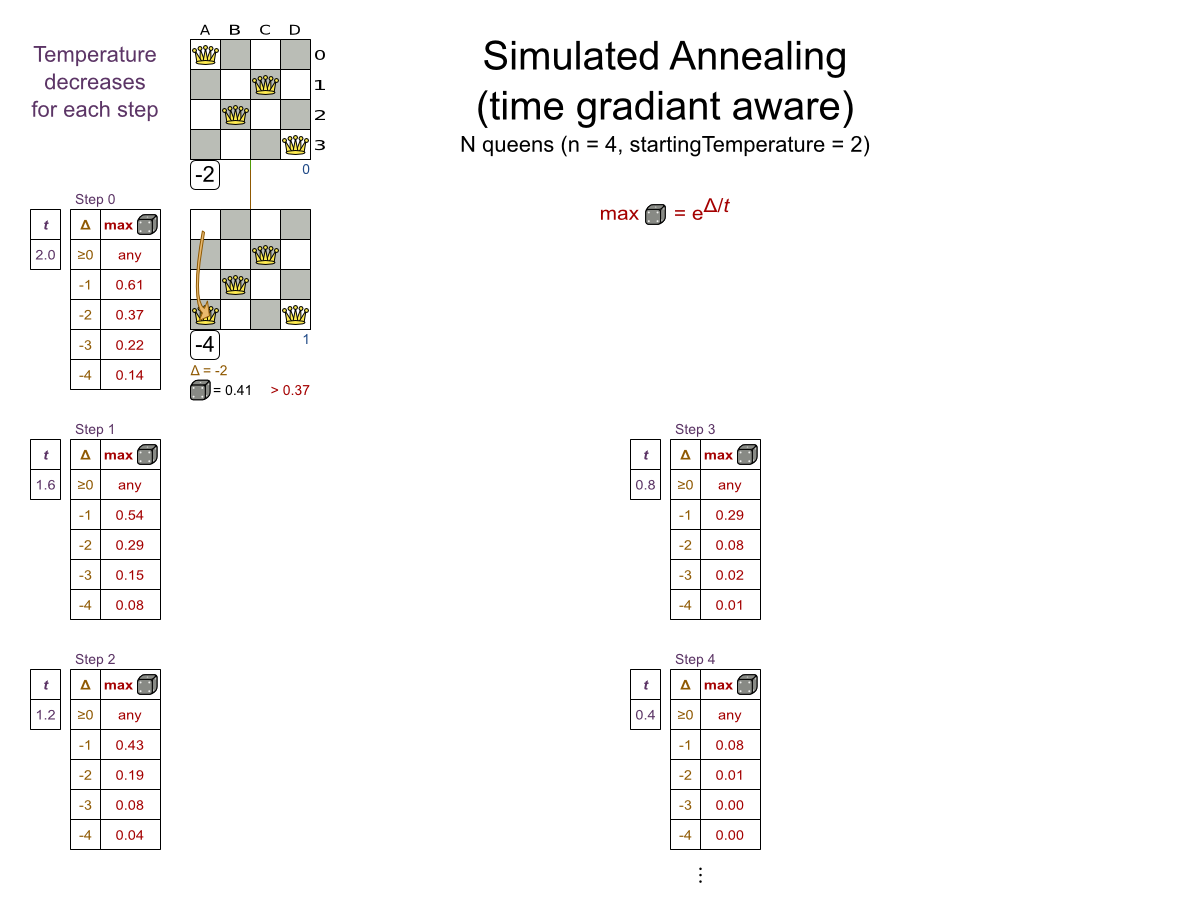 Temperature
decreases
for each step
A B C D
0
1
2
3
-2
0
Simulated Annealing
(time gradiant aware)
N queens (n = 4, startingTemperature = 2)
max = e^Δ/t
Step 0
t
2.0
Δ max
≥0 any
-1 0.61
-2 0.37
-3 0.22
-4 0.14
-4
1
Δ = -2
= 0.41 > 0.37
Step 1
t
1.6
Δ max
≥0 any
-1 0.54
-2 0.29
-3 0.15
-4 0.08
Step 2
t
1.2
Δ max
≥0 any
-1 0.43
-2 0.19
-3 0.08
-4 0.04
Step 3
t
0.8
Δ max
≥0 any
-1 0.29
-2 0.08
-3 0.02
-4 0.01
Step 4
t
0.4
Δ max
≥0 any
-1 0.08
-2 0.01
-3 0.00
-4 0.00
⋮